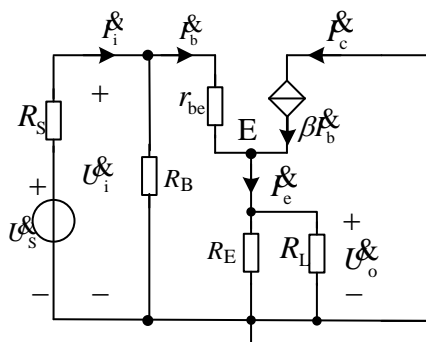 I&i I&b I&c
RS + rbe E βI&b
+ U&i RB I&e +
U&S RE RL U&o
− − −